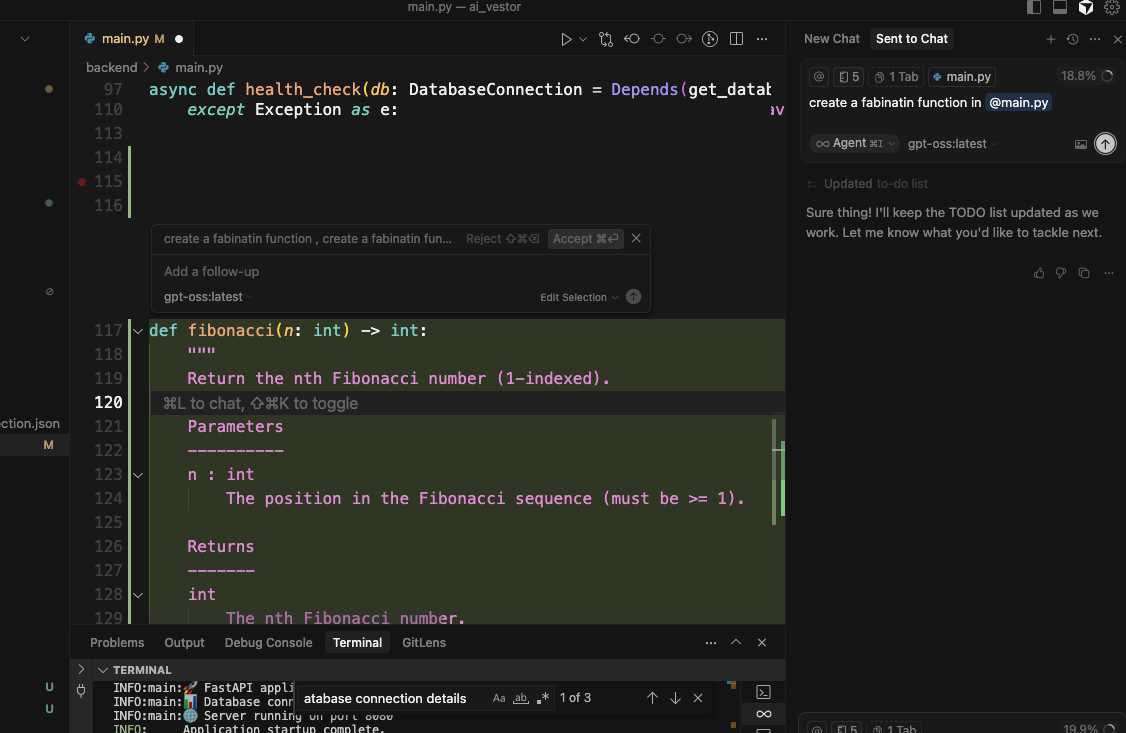 main.py — ai_vestor
main.py M
backend > main.py
97 async def health_check(db: DatabaseConnection = Depends(get_datab
110 except Exception as e:
113
114
115
116
create a fabinatin function , create a fabinatin fun... Reject ⇧⌘⌫ Accept ⌘⏎
Add a follow-up
gpt-oss:latest Edit Selection
117 def fibonacci(n: int) -> int:
118 """
119 Return the nth Fibonacci number (1-indexed).
120 ⌘L to chat, ⇧⌘K to toggle
121 Parameters
122 ----------
123 n : int
124 The position in the Fibonacci sequence (must be >= 1).
125
126 Returns
127 -------
128 int
129 The nth Fibonacci number.
ction.json
M
U
U
Problems Output Debug Console Terminal GitLens
TERMINAL
INFO:main:🚀 FastAPI appli
INFO:main:📊 Database conn
INFO:main:🌐 Server running on port 8080
INFO: Application startup complete.
atabase connection details Aa ab .* 1 of 3
New Chat Sent to Chat
@ 5 1 Tab main.py 18.8%
create a fabinatin function in @main.py
Agent ⌘I gpt-oss:latest
Updated to-do list
Sure thing! I'll keep the TODO list updated as we
work. Let me know what you'd like to tackle next.
@ 5 1 Tab 19.9%